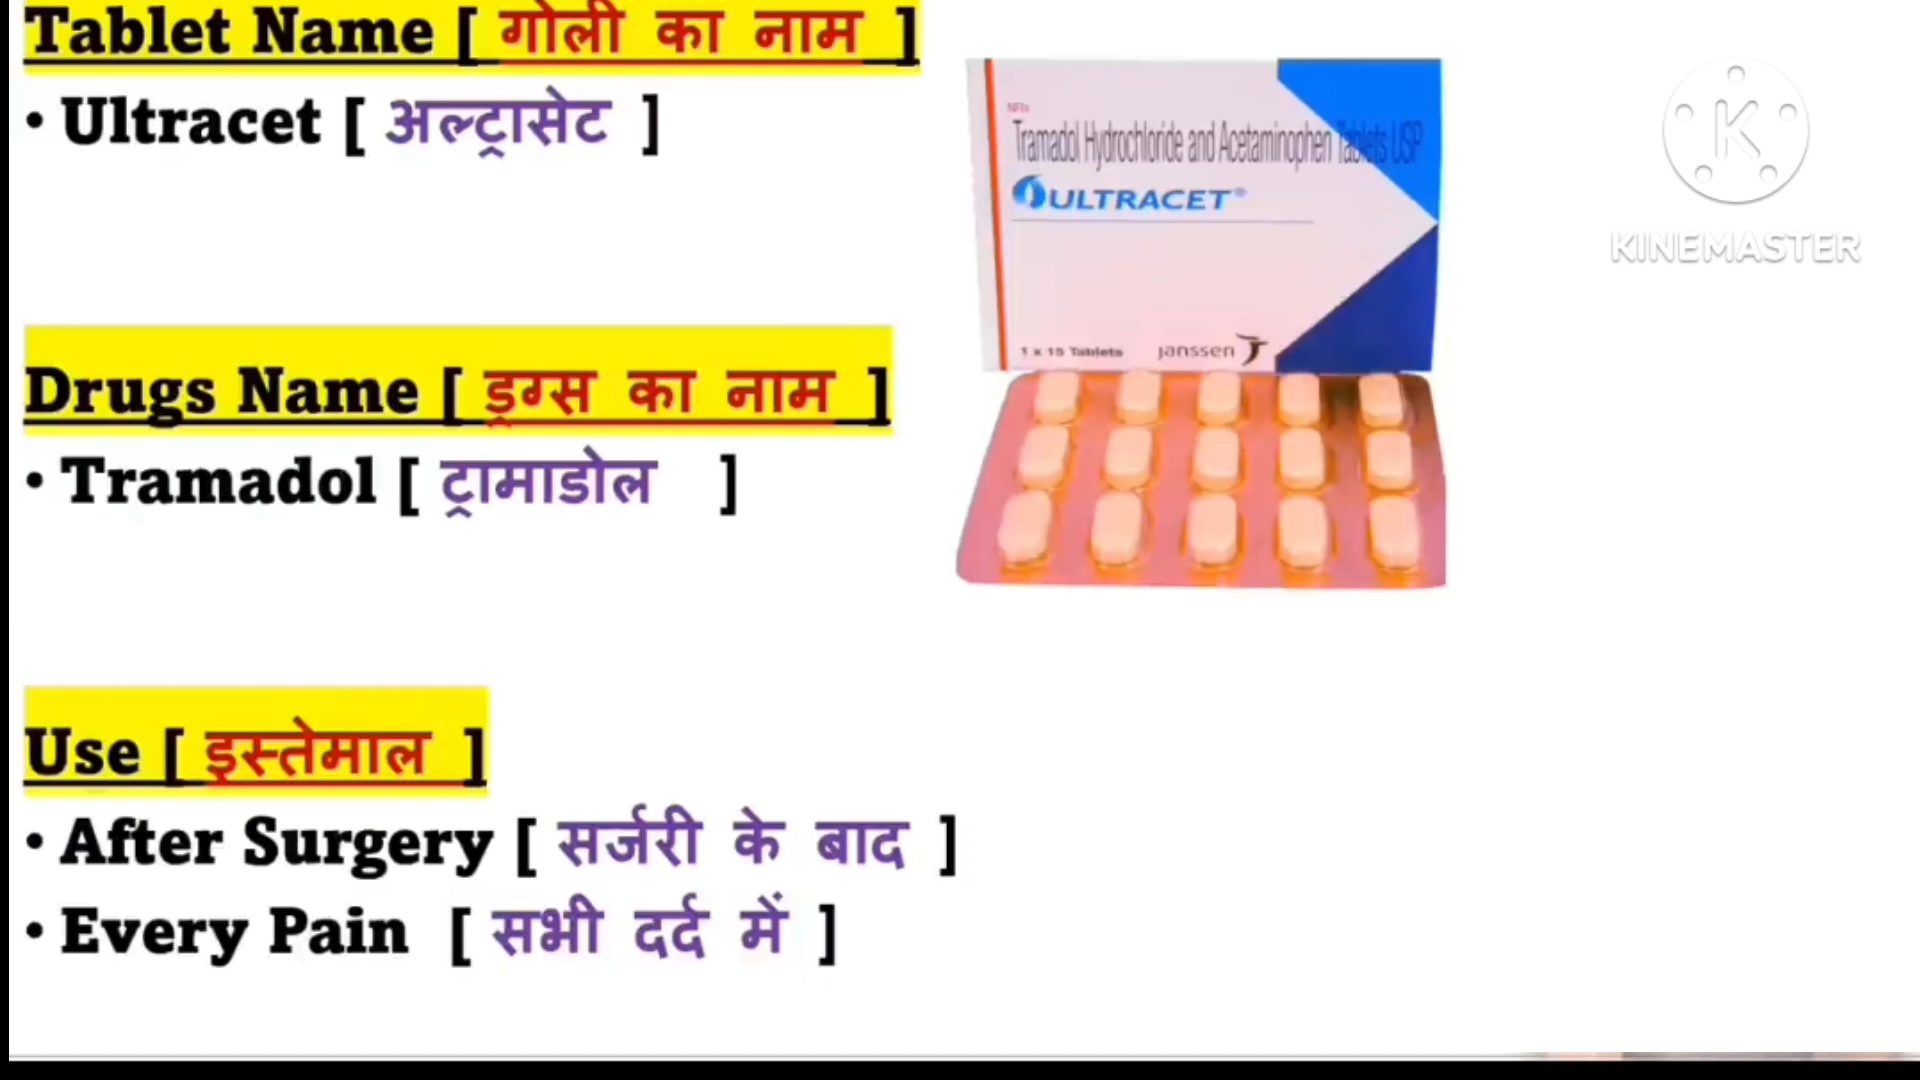 Tablet Name [ गोली का नाम ]
• Ultracet [ अल्ट्रासेट ]
NRx
Tramadol Hydrochloride and Acetaminophen Tablets USP
ULTRACET®
1 x 15 Tablets janssen
KINEMASTER
Drugs Name [ ड्रग्स का नाम ]
• Tramadol [ ट्रामाडोल ]
Use [ इस्तेमाल ]
• After Surgery [ सर्जरी के बाद ]
• Every Pain [ सभी दर्द में ]